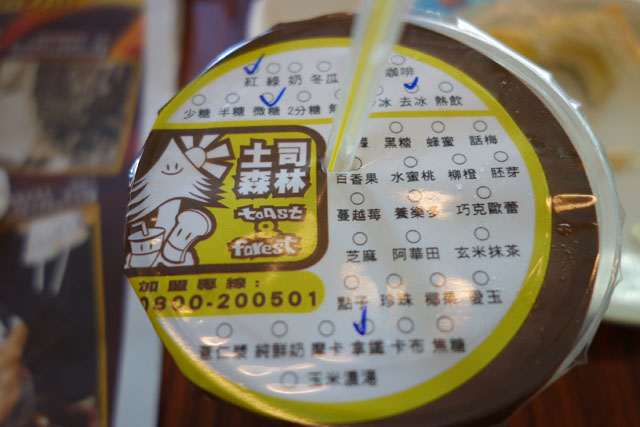 紅 綠 奶 冬瓜 咖啡
少糖 半糖 微糖 2分糖 少冰 去冰 熱飲
黑糖 蜂蜜 話梅
土司
森林
toast
&
forest
百香果 水蜜桃 柳橙 胚芽
蔓越莓 養樂多 巧克歐蕾
芝麻 阿華田 玄米抹茶
加盟專線：
0800-200501
點子 珍珠 椰果 愛玉
薏仁漿 純鮮奶 摩卡 拿鐵 卡布 焦糖
玉米濃湯